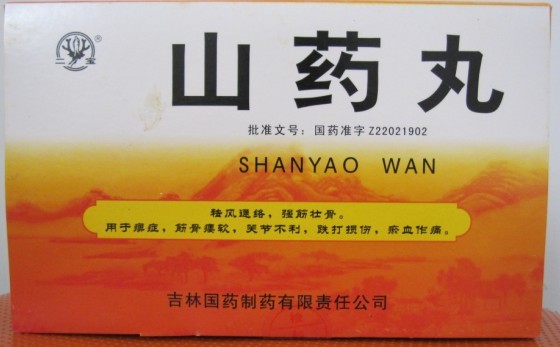 二宝®
山药丸
批准文号：国药准字Z22021902
SHANYAO WAN
祛风通络，强筋壮骨。
用于痹症，筋骨痿软，关节不利，跌打损伤，瘀血作痛。
吉林国药制药有限责任公司